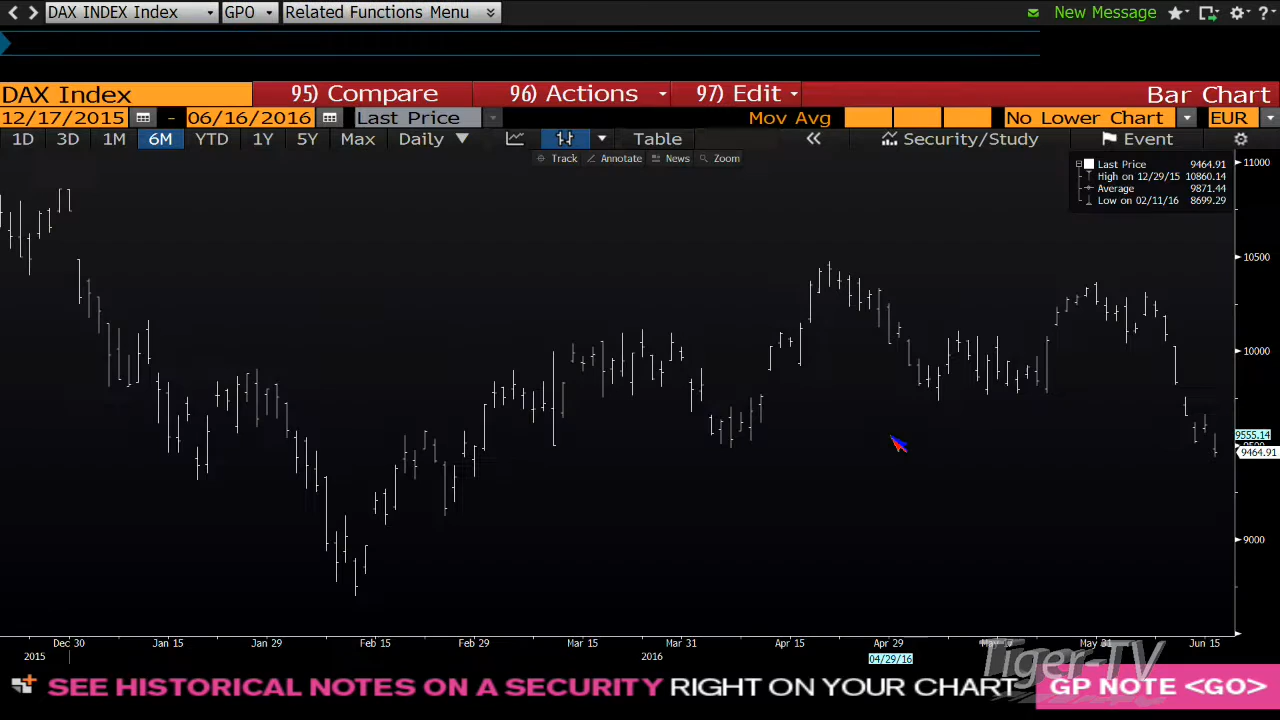 DAX INDEX Index GPO Related Functions Menu New Message ?
DAX Index 95) Compare 96) Actions 97) Edit Bar Chart
12/17/2015 - 06/16/2016 Last Price Mov Avg No Lower Chart EUR
1D 3D 1M 6M YTD 1Y 5Y Max Daily Table Security/Study Event
Track Annotate News Zoom
Last Price 9464.91
High on 12/29/15 10860.14
Average 9871.44
Low on 02/11/16 8699.29
11000
10500
10000
9555.14
9500
9464.91
9000
Dec 30 Jan 15 Jan 29 Feb 15 Feb 29 Mar 15 Mar 31 Apr 15 Apr 29 May 17 May 31 Jun 15
2015 2016 04/29/16
Tiger-TV
SEE HISTORICAL NOTES ON A SECURITY RIGHT ON YOUR CHART GP NOTE <GO>